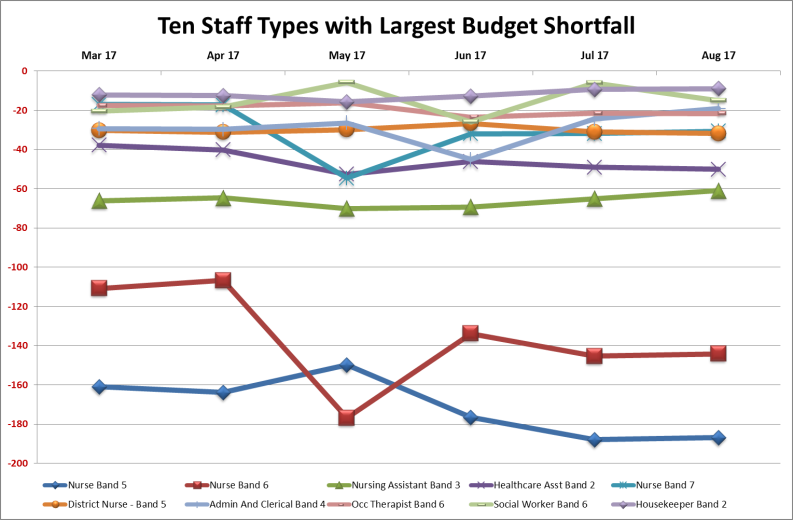 Ten Staff Types with Largest Budget Shortfall
Mar 17 Apr 17 May 17 Jun 17 Jul 17 Aug 17
0
-20
-40
-60
-80
-100
-120
-140
-160
-180
-200
Nurse Band 5 Nurse Band 6 Nursing Assistant Band 3 Healthcare Asst Band 2 Nurse Band 7
District Nurse - Band 5 Admin And Clerical Band 4 Occ Therapist Band 6 Social Worker Band 6 Housekeeper Band 2